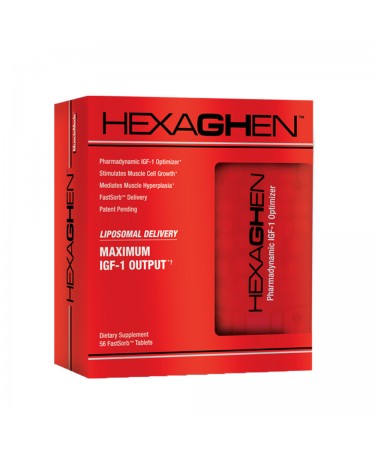 HEXAGHEN™
Pharmadynamic IGF-1 Optimizer*
Stimulates Muscle Cell Growth*
Mediates Muscle Hyperplasia*
FastSorb™ Delivery
Patent Pending
LIPOSOMAL DELIVERY
MAXIMUM
IGF-1 OUTPUT*†
Dietary Supplement
56 FastSorb™ Tablets
HEXAGHEN
Pharmadynamic IGF-1 Optimizer
MuscleMeds
HEXAGHEN